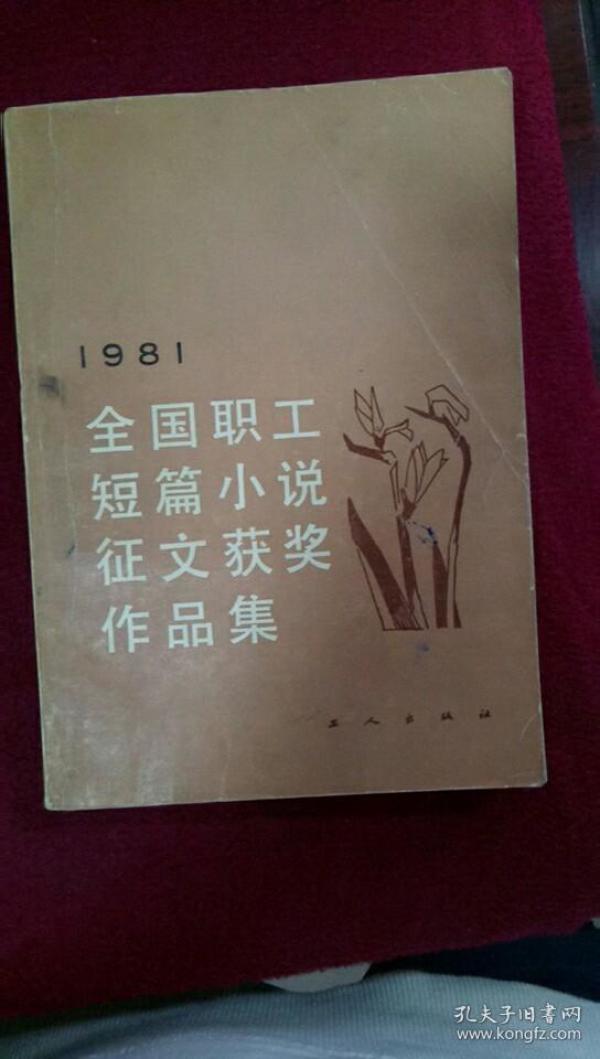 1981
全国职工
短篇小说
征文获奖
作品集
工人出版社
孔夫子旧书网
www.kongfz.com